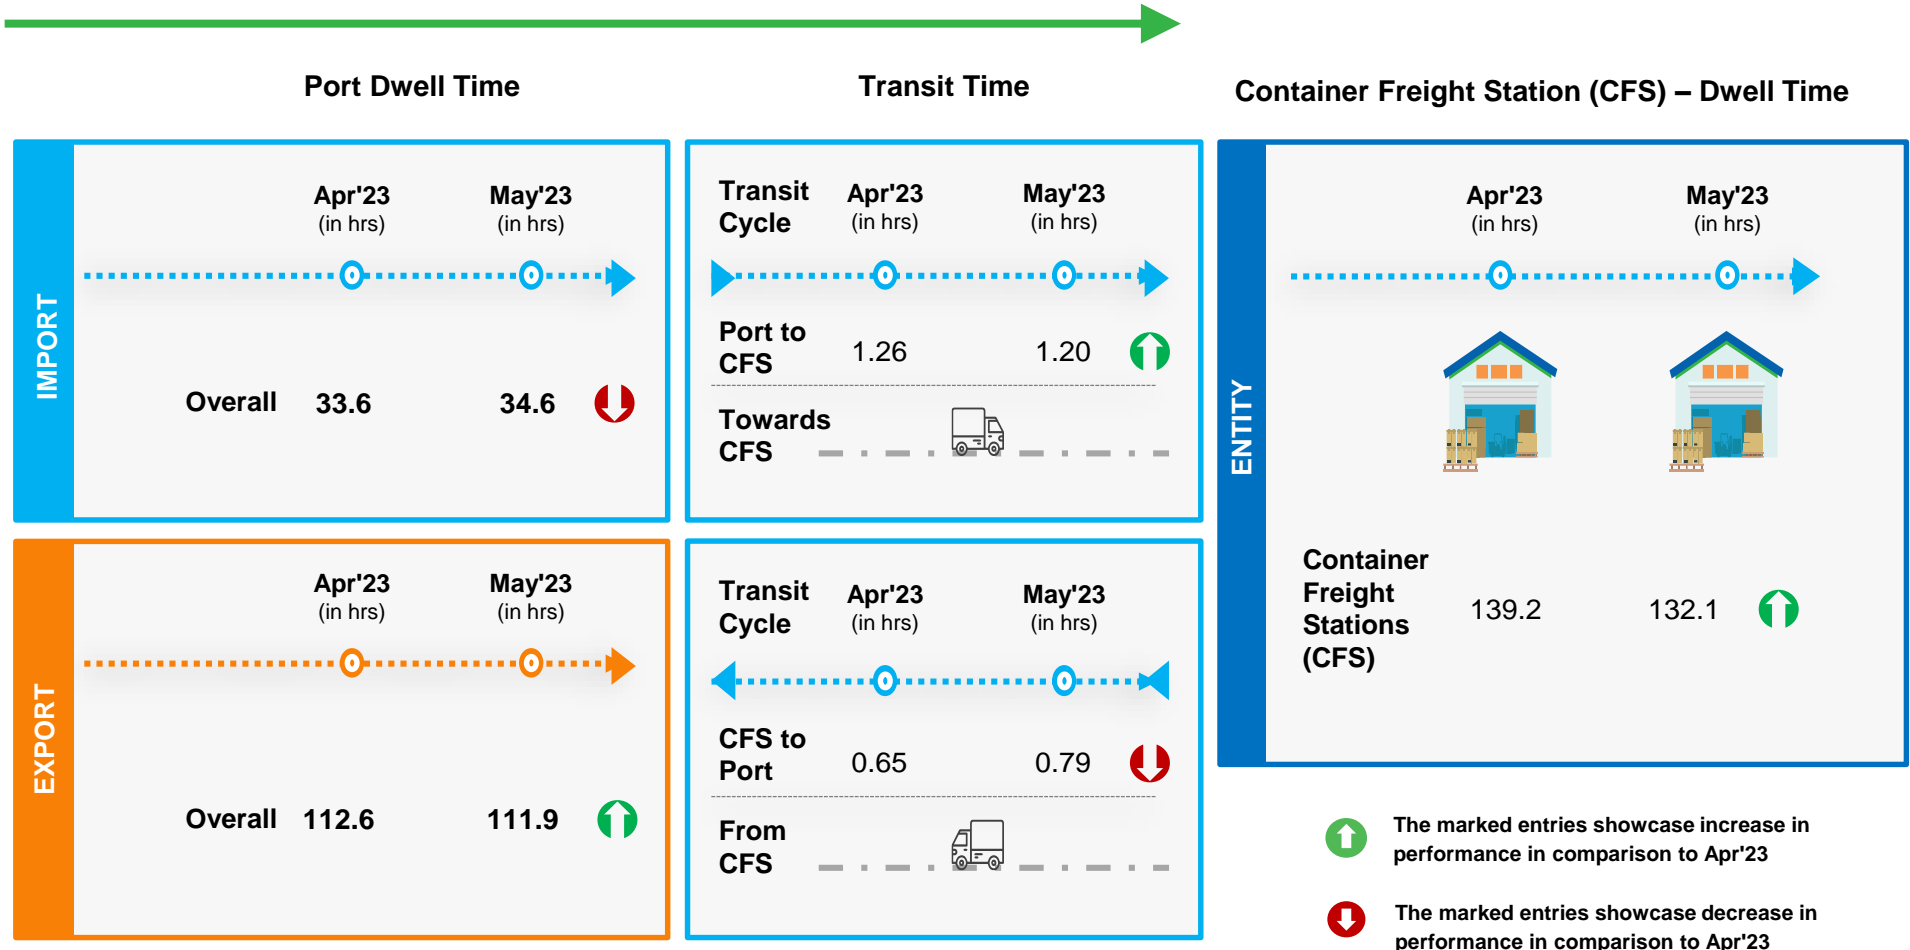 Port Dwell Time
Transit Time
Container Freight Station (CFS) – Dwell Time
IMPORT
Apr'23
(in hrs)
May'23
(in hrs)
Overall 33.6 34.6
Transit
Cycle
Apr'23
(in hrs)
May'23
(in hrs)
Port to
CFS
1.26 1.20
Towards
CFS
ENTITY
Apr'23
(in hrs)
May'23
(in hrs)
Container
Freight
Stations
(CFS)
139.2 132.1
EXPORT
Apr'23
(in hrs)
May'23
(in hrs)
Overall 112.6 111.9
Transit
Cycle
Apr'23
(in hrs)
May'23
(in hrs)
CFS to
Port
0.65 0.79
From
CFS
The marked entries showcase increase in
performance in comparison to Apr'23
The marked entries showcase decrease in
performance in comparison to Apr'23